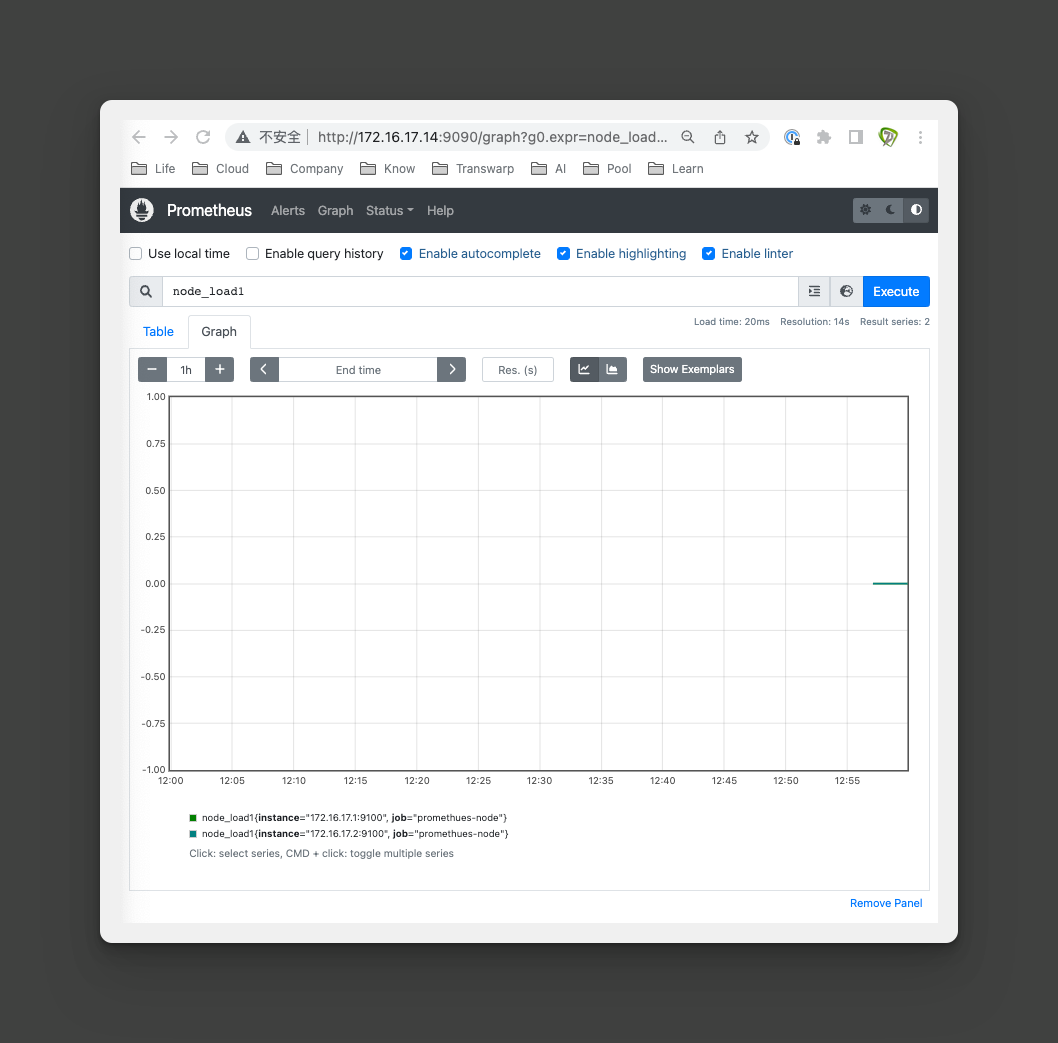 不安全 http://172.16.17.14:9090/graph?g0.expr=node_load...
Life Cloud Company Know Transwarp AI Pool Learn
Prometheus Alerts Graph Status Help
Use local time Enable query history Enable autocomplete Enable highlighting Enable linter
node_load1 Execute
Load time: 20ms Resolution: 14s Result series: 2
Table Graph
1h End time Res. (s) Show Exemplars
1.00
0.75
0.50
0.25
0.00
-0.25
-0.50
-0.75
-1.00
12:00 12:05 12:10 12:15 12:20 12:25 12:30 12:35 12:40 12:45 12:50 12:55
node_load1{instance="172.16.17.1:9100", job="promethues-node"}
node_load1{instance="172.16.17.2:9100", job="promethues-node"}
Click: select series, CMD + click: toggle multiple series
Remove Panel